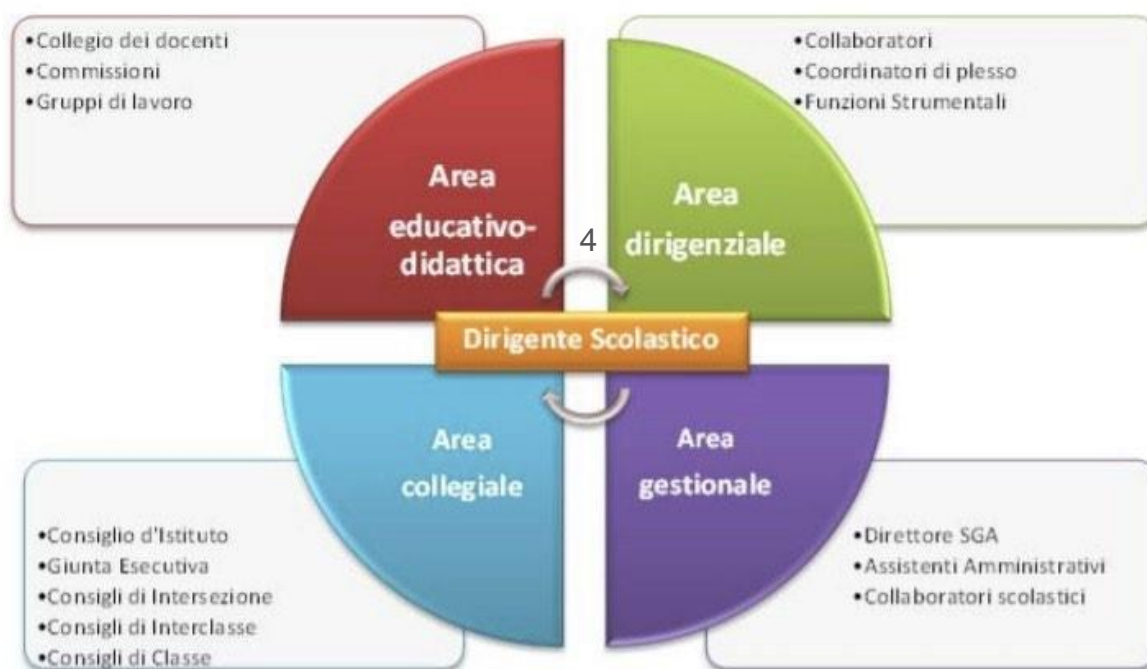 •Collegio dei docenti
•Commissioni
•Gruppi di lavoro
•Collaboratori
•Coordinatori di plesso
•Funzioni Strumentali
Area
educativo-
didattica
Area
dirigenziale
4
Dirigente Scolastico
Area
collegiale
Area
gestionale
•Consiglio d'Istituto
•Giunta Esecutiva
•Consigli di Intersezione
•Consigli di Interclasse
•Consigli di Classe
•Direttore SGA
•Assistenti Amministrativi
•Collaboratori scolastici